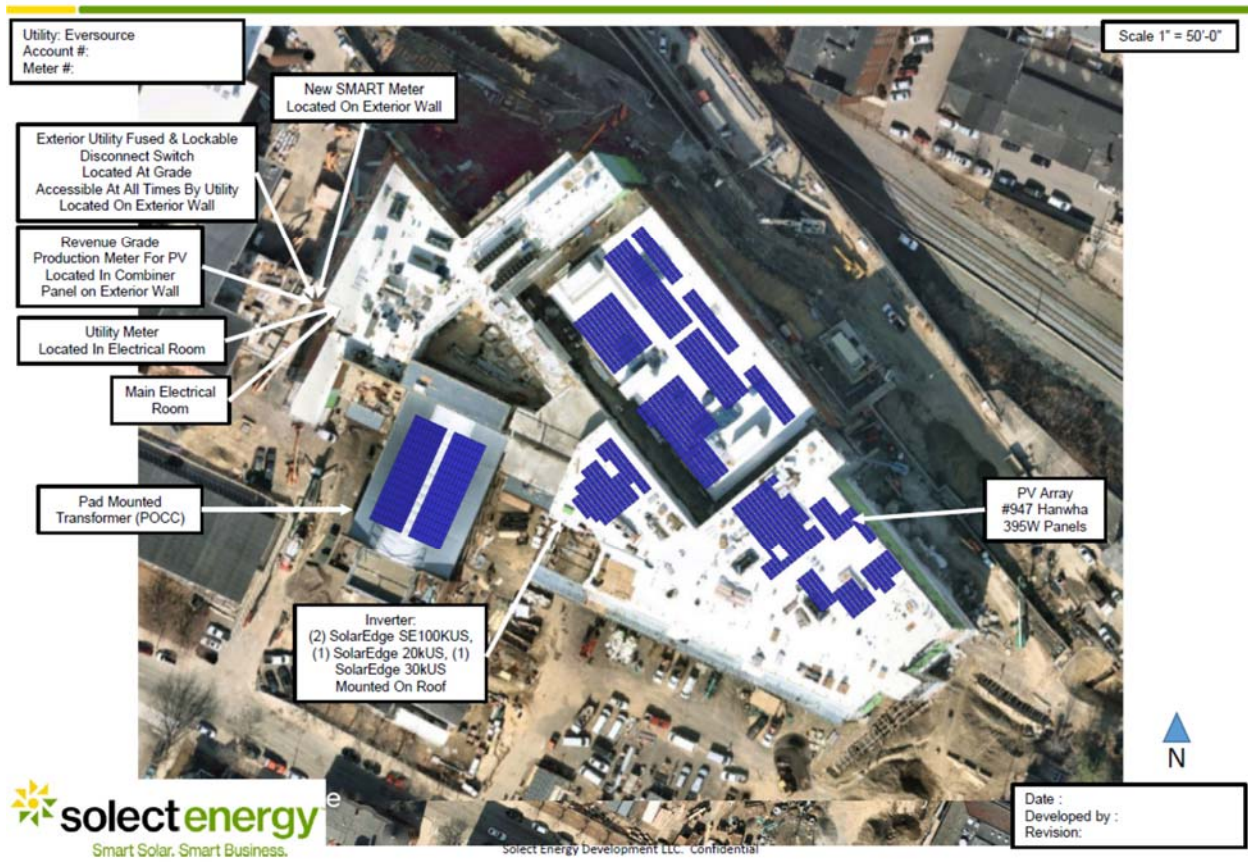 Utility: Eversource
Account #:
Meter #:
Scale 1" = 50'-0"
New SMART Meter
Located On Exterior Wall
Exterior Utility Fused & Lockable
Disconnect Switch
Located At Grade
Accessible At All Times By Utility
Located On Exterior Wall
Revenue Grade
Production Meter For PV
Located In Combiner
Panel on Exterior Wall
Utility Meter
Located In Electrical Room
Main Electrical
Room
Pad Mounted
Transformer (POCC)
PV Array
#947 Hanwha
395W Panels
Inverter:
(2) SolarEdge SE100KUS,
(1) SolarEdge 20kUS, (1)
SolarEdge 30kUS
Mounted On Roof
N
Date :
Developed by :
Revision:
solect energy
Smart Solar. Smart Business.
e
Solect Energy Development LLC. Confidential